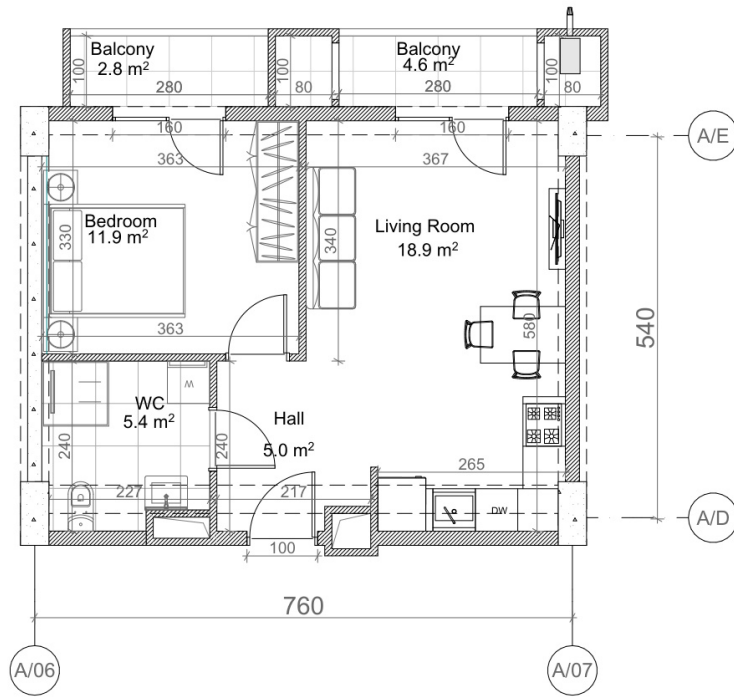 Balcony
2.8 m²
Balcony
4.6 m²
100
280
100
80
280
100
80
160
160
A/E
363
367
Bedroom
11.9 m²
330
340
Living Room
18.9 m²
363
580
540
WC
5.4 m²
W
Hall
5.0 m²
240
240
265
227
217
DW
A/D
100
760
A/06
A/07